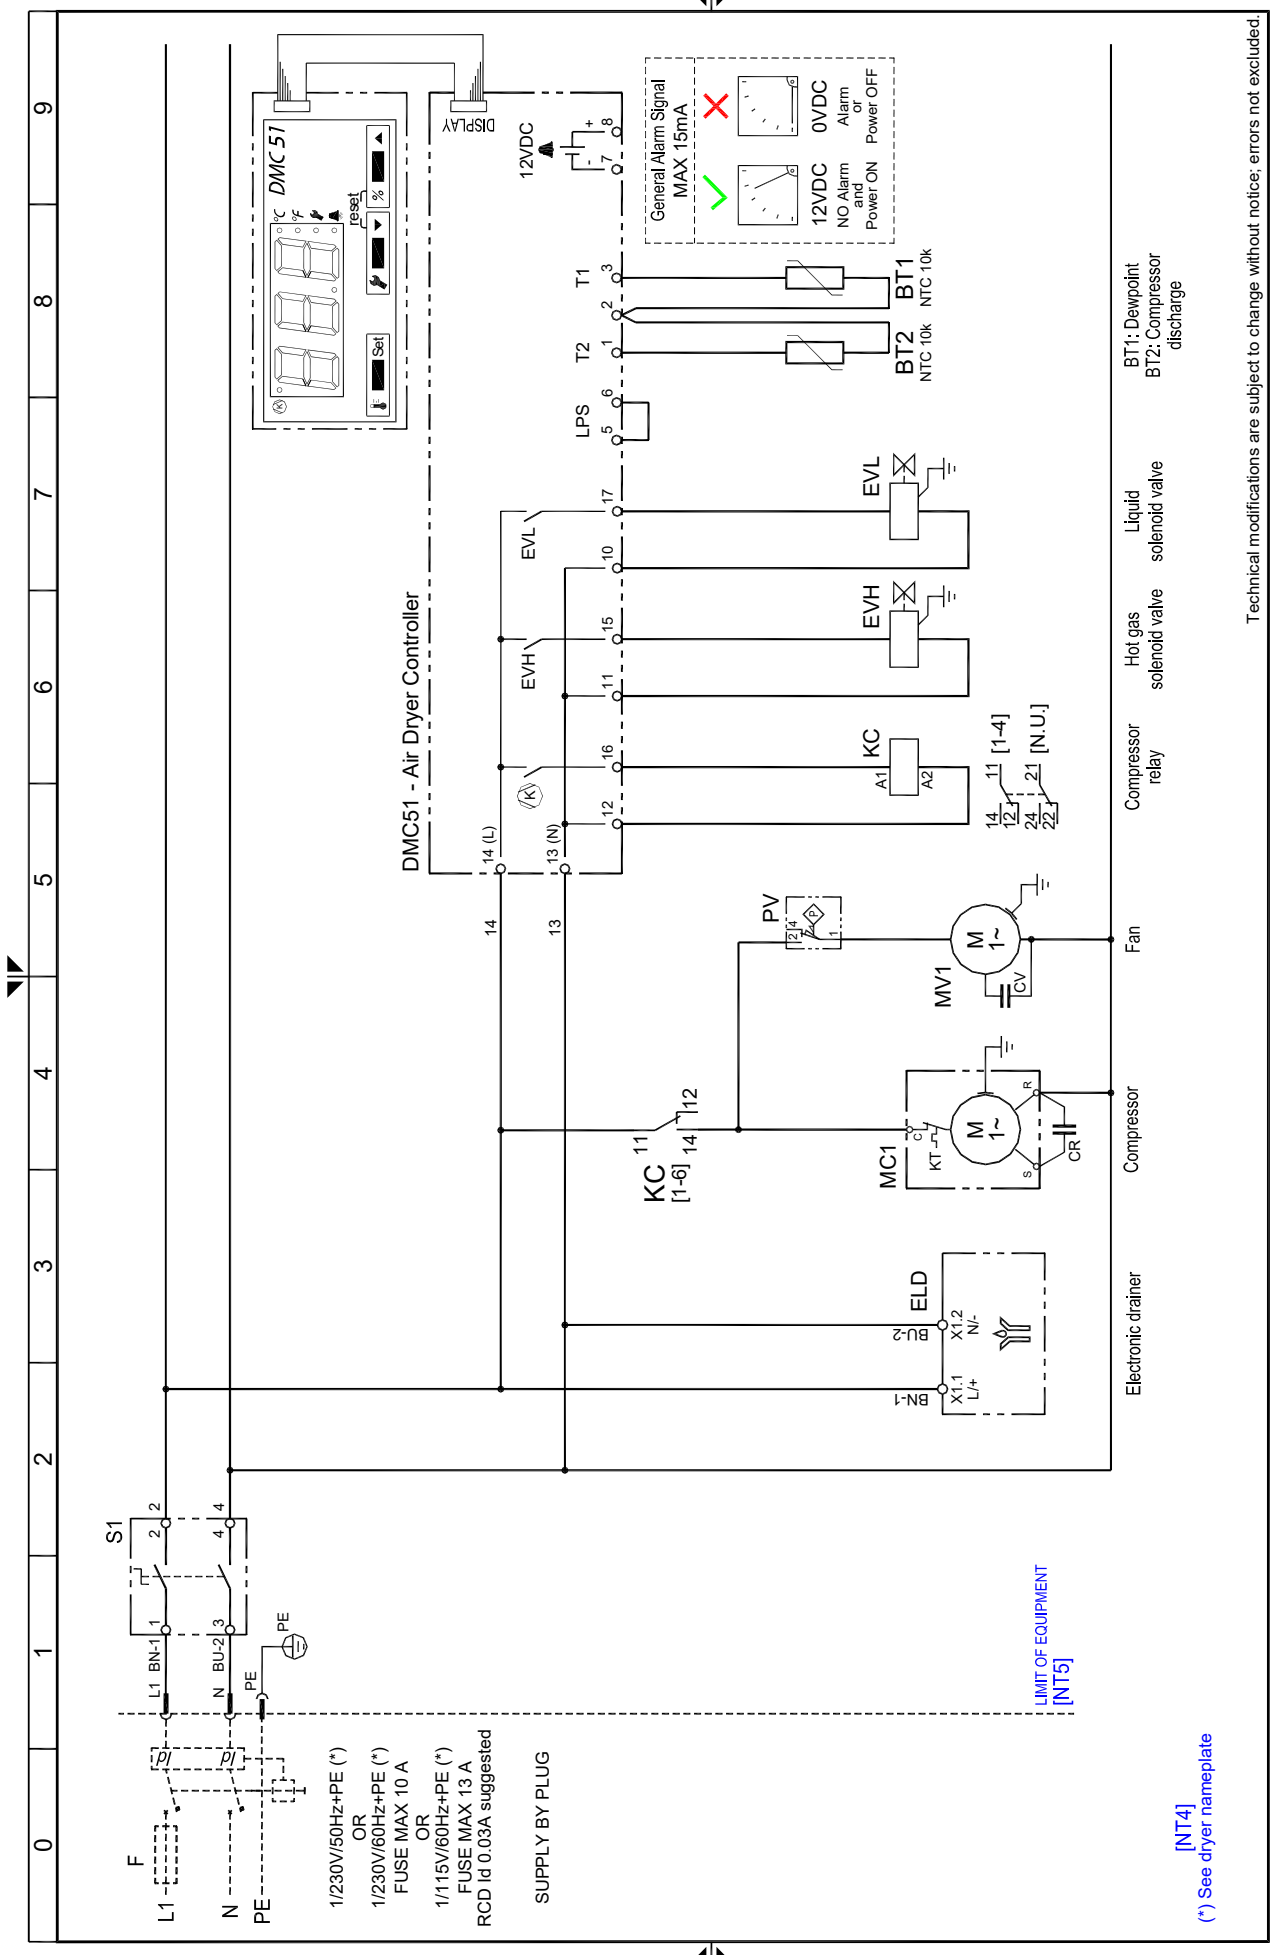 0
1
2
3
4
5
6
7
8
9
F
L1
N
PE
Id
Id
1/230V/50Hz+PE (*)
OR
1/230V/60Hz+PE (*)
FUSE MAX 10 A
OR
1/115V/60Hz+PE (*)
FUSE MAX 13 A
RCD Id 0.03A suggested
SUPPLY BY PLUG
[NT4]
(*) See dryer nameplate
LIMIT OF EQUIPMENT
[NT5]
L1 BN-1
N BU-2
PE
PE
S1
1
2
2
3
4
4
BN-1
BU-2
ELD
X1.1
L/+
X1.2
N/-
Electronic drainer
KC
[1-6]
11
14
12
MC1
KT
C
M
1~
S
R
CR
Compressor
PV
2
4
P
1
MV1
M
1~
CV
Fan
14
13
14 (L)
13 (N)
DMC51 - Air Dryer Controller
K
12
16
KC
A1
A2
14
12
11 [1-4]
24
22
21 [N.U.]
Compressor
relay
EVH
11
15
EVH
Hot gas
solenoid valve
EVL
10
17
EVL
Liquid
solenoid valve
LPS
5
6
T2
1
2
T1
3
BT2
NTC 10k
BT1
NTC 10k
BT1: Dewpoint
BT2: Compressor
discharge
12VDC
-
+
7
8
DISPLAY
K
DMC 51
°C
°F
Set
reset
%
General Alarm Signal
MAX 15mA
12VDC
NO Alarm
and
Power ON
0VDC
Alarm
or
Power OFF
Technical modifications are subject to change without notice; errors not excluded.